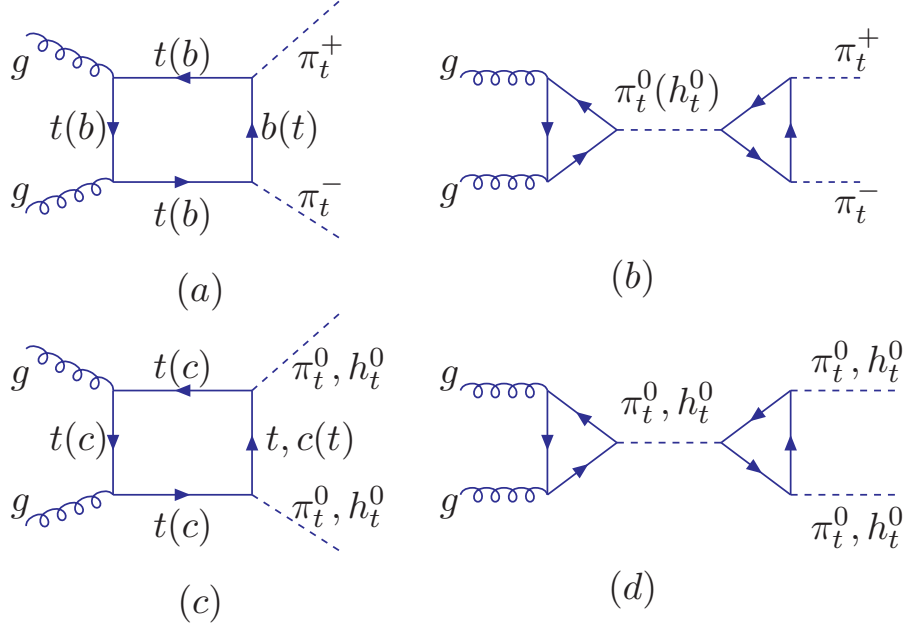 g
t(b)
π_t^+
t(b)
b(t)
g
t(b)
π_t^-
(a)
g
π_t^0(h_t^0)
π_t^+
g
π_t^-
(b)
g
t(c)
π_t^0, h_t^0
t(c)
t, c(t)
g
t(c)
π_t^0, h_t^0
(c)
g
π_t^0, h_t^0
π_t^0, h_t^0
g
π_t^0, h_t^0
(d)